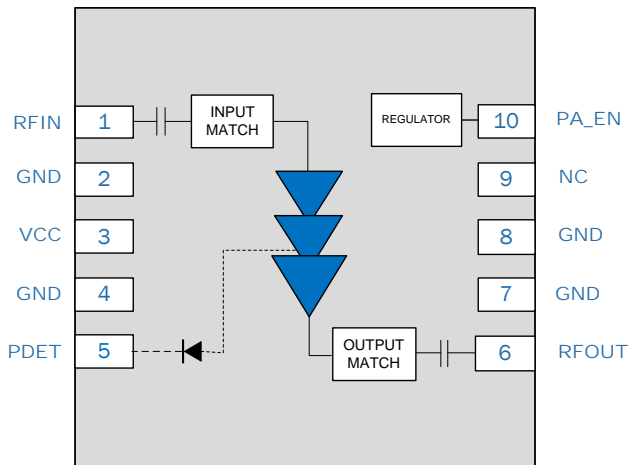 RFIN 1
INPUT
MATCH
REGULATOR
10 PA_EN
GND 2
9 NC
VCC 3
8 GND
GND 4
7 GND
PDET 5
OUTPUT
MATCH
6 RFOUT